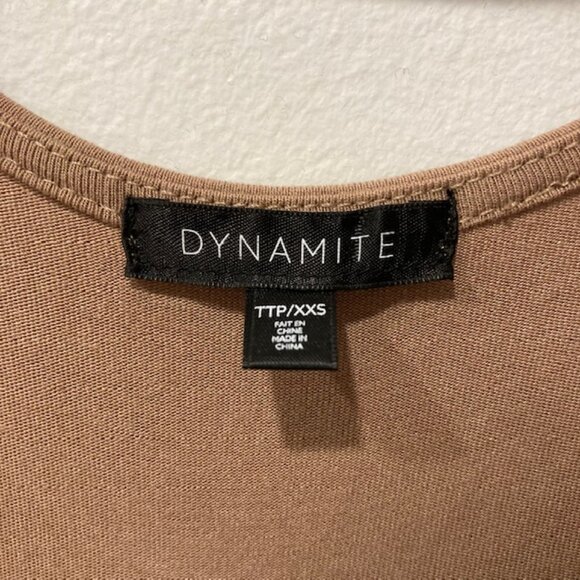 DYNAMITE
TTP/XXS
FAIT EN
CHINE
MADE IN
CHINA